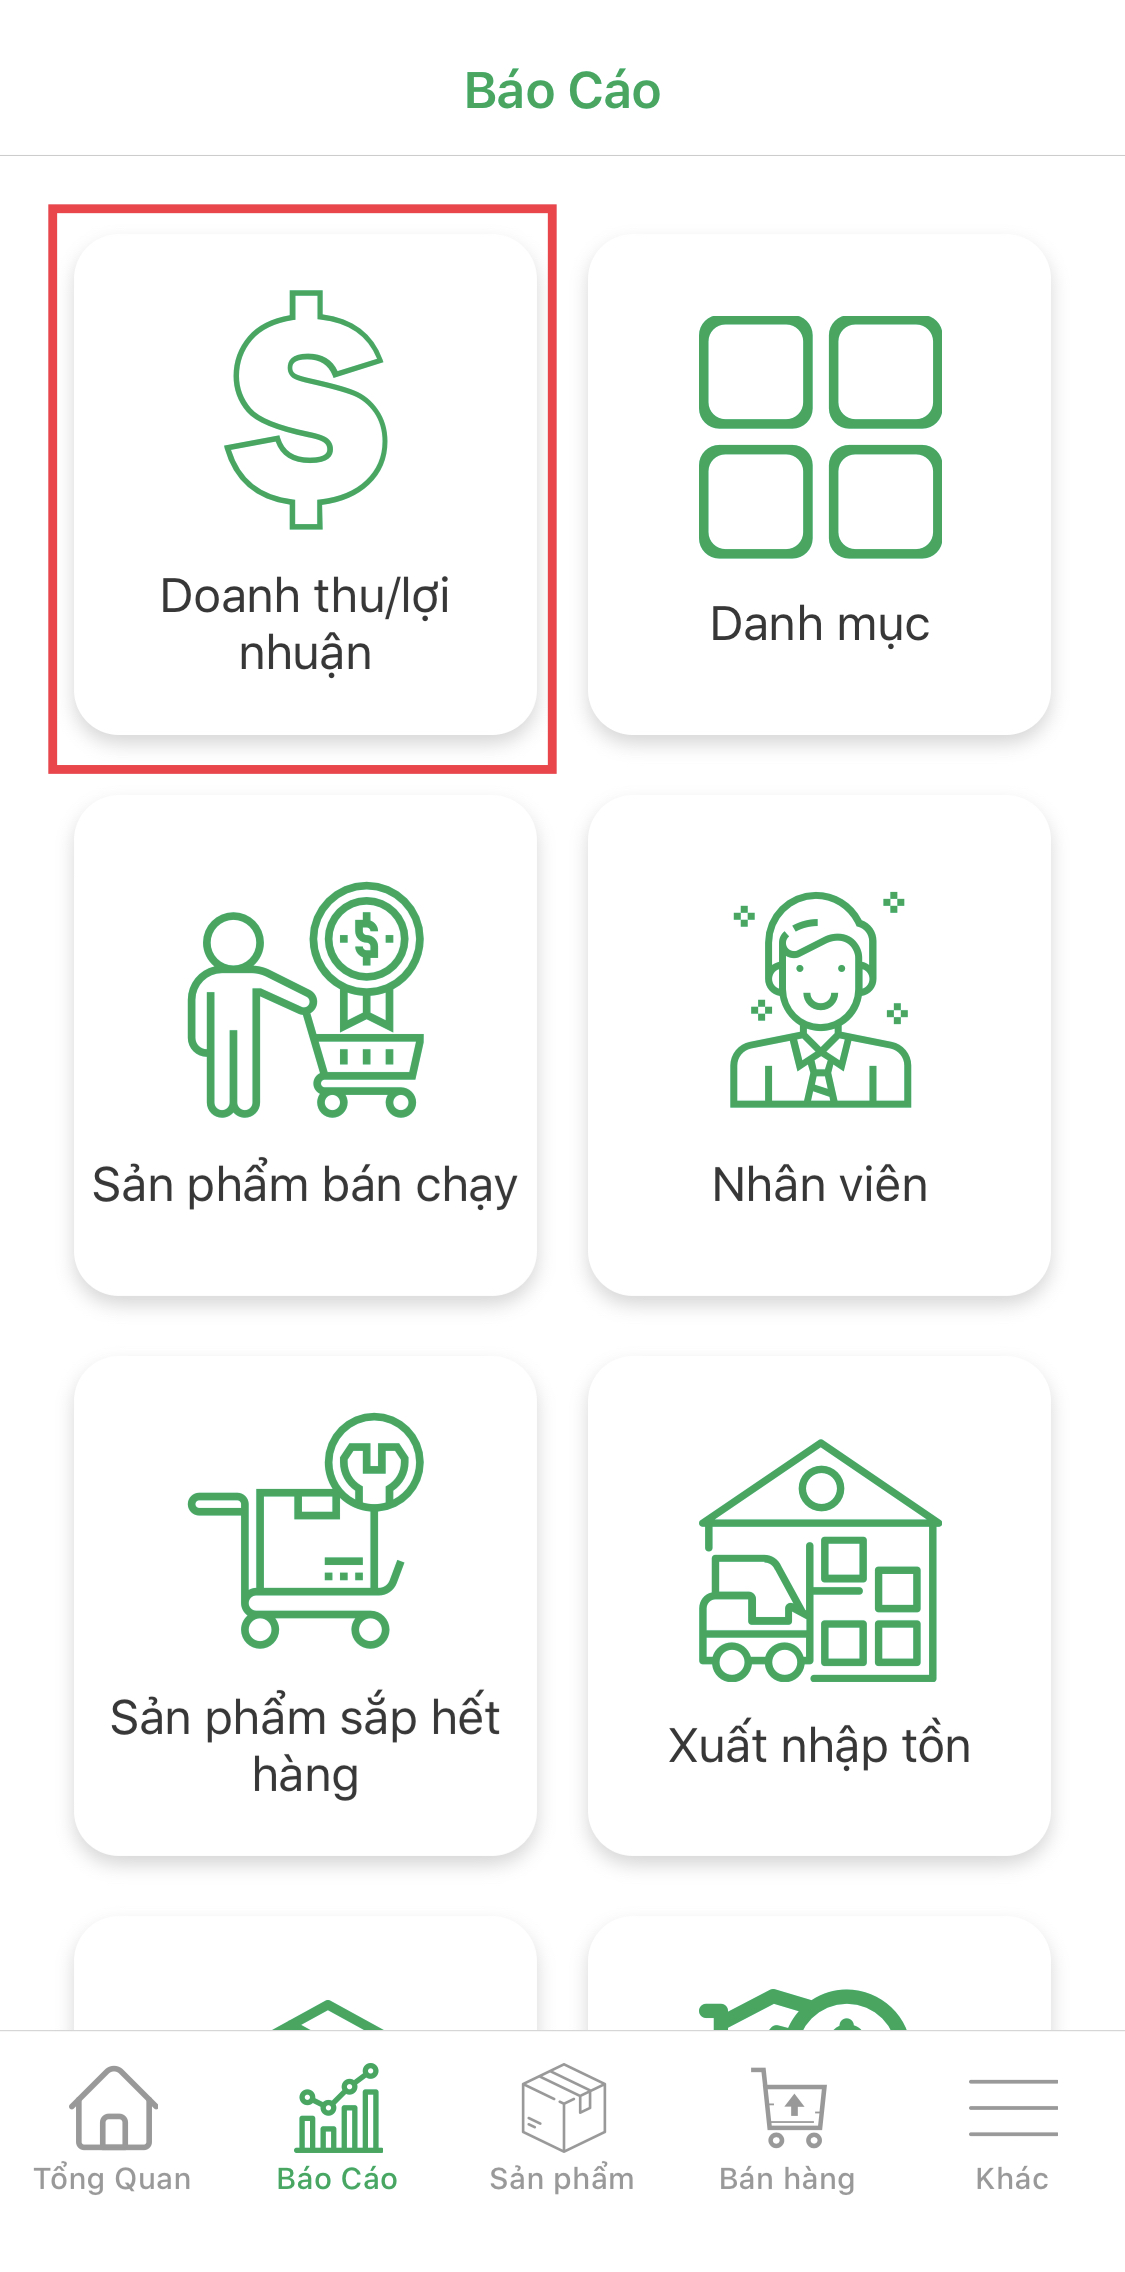 Báo Cáo
Doanh thu/lợi
nhuận
Danh mục
Sản phẩm bán chạy
Nhân viên
Sản phẩm sắp hết
hàng
Xuất nhập tồn
Tổng Quan
Báo Cáo
Sản phẩm
Bán hàng
Khác